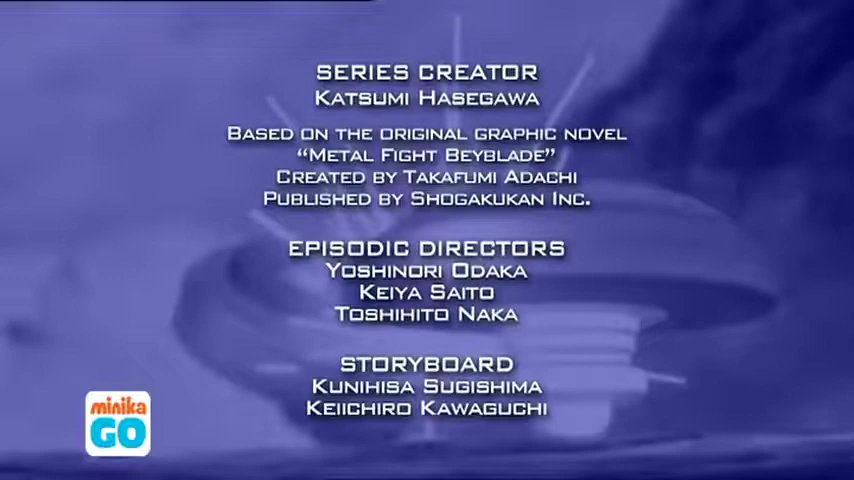 SERIES CREATOR
KATSUMI HASEGAWA
BASED ON THE ORIGINAL GRAPHIC NOVEL
“METAL FIGHT BEYBLADE”
CREATED BY TAKAFUMI ADACHI
PUBLISHED BY SHOGAKUKAN INC.
EPISODIC DIRECTORS
YOSHINORI ODAKA
KEIYA SAITO
TOSHIHITO NAKA
STORYBOARD
KUNIHISA SUGISHIMA
KEIICHIRO KAWAGUCHI
minika
GO